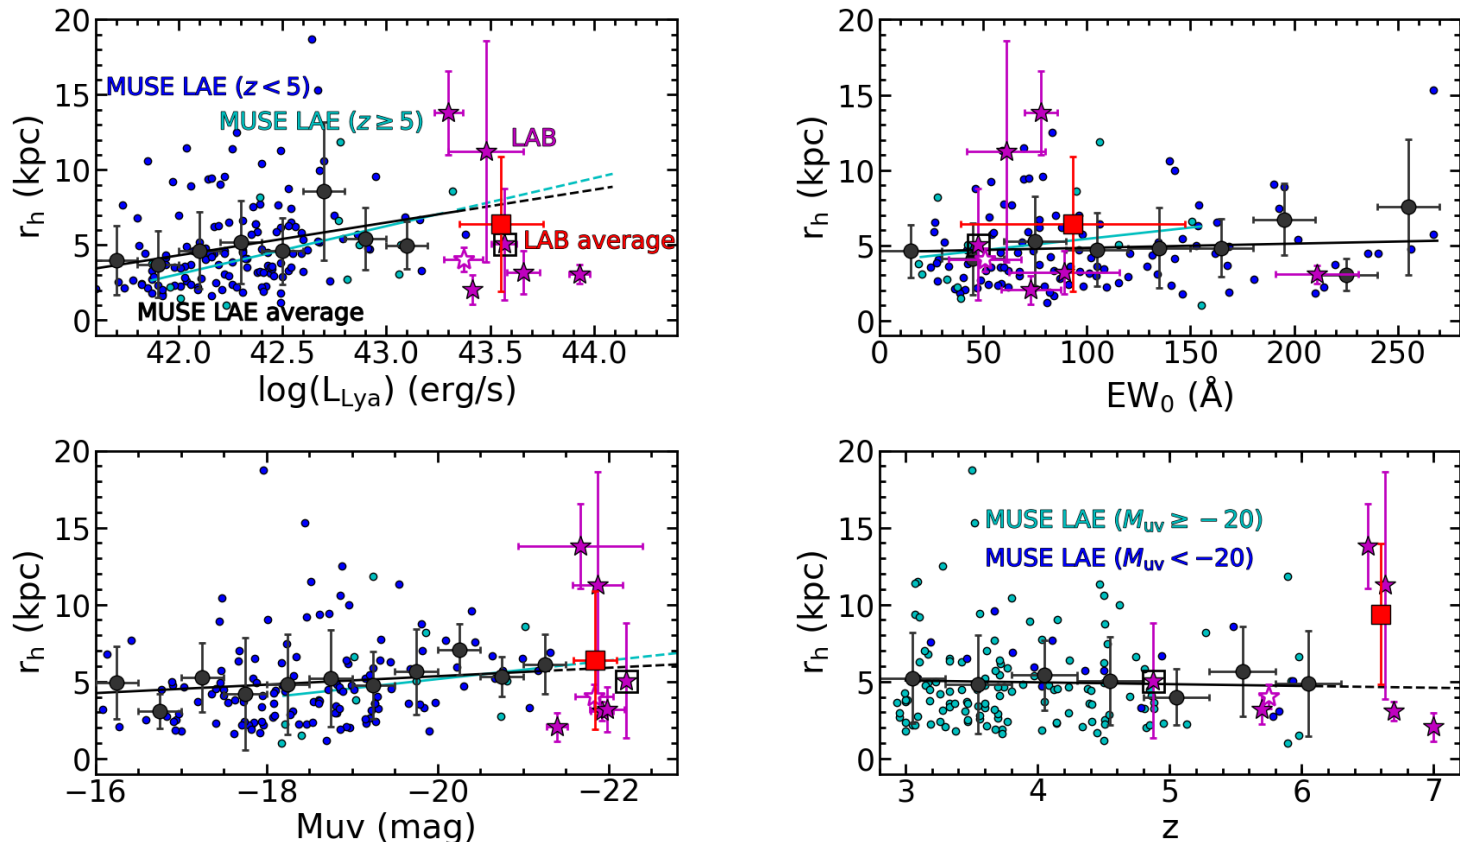 20
15
10
5
0
r_h (kpc)
MUSE LAE (z < 5)
MUSE LAE (z ≥ 5)
LAB
LAB average
MUSE LAE average
42.0 42.5 43.0 43.5 44.0
log(L_Lya) (erg/s)
20
15
10
5
0
r_h (kpc)
0 50 100 150 200 250
EW_0 (Å)
20
15
10
5
0
r_h (kpc)
−16 −18 −20 −22
Muv (mag)
20
15
10
5
0
r_h (kpc)
MUSE LAE (M_uv ≥ −20)
MUSE LAE (M_uv < −20)
3 4 5 6 7
z